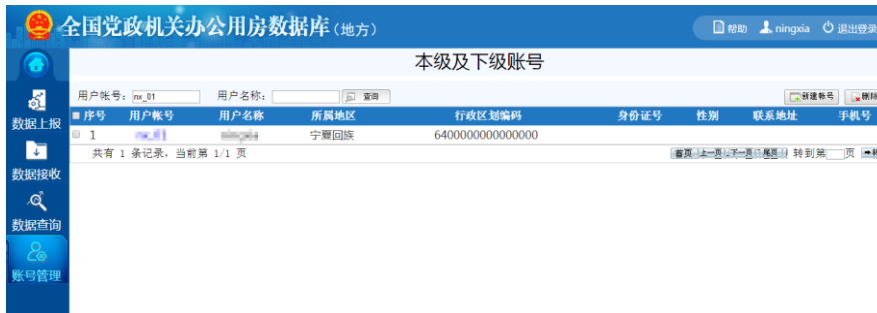 全国党政机关办公用房数据库(地方)
帮助 ningxia 退出登录
本级及下级账号
用户帐号: nx_01 用户名称: 查询
新建帐号 删除
序号 用户帐号 用户名称 所属地区 行政区划编码 身份证号 性别 联系地址 手机号
1 宁夏回族 6400000000000000
共有 1 条记录, 当前第 1/1 页 首页 上一页 下一页 尾页 转到第 页
数据上报
数据接收
数据查询
账号管理